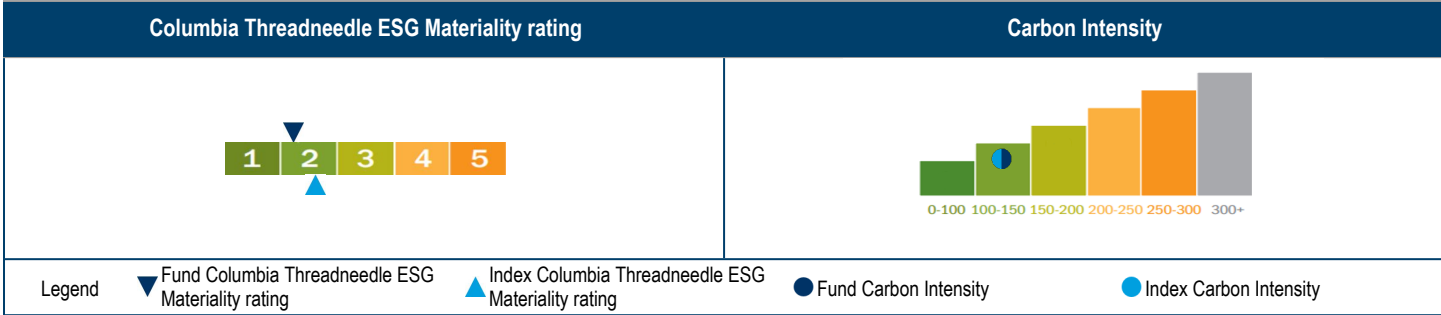 Columbia Threadneedle ESG Materiality rating
Carbon Intensity
1 2 3 4 5
0-100 100-150 150-200 200-250 250-300 300+
Legend
Fund Columbia Threadneedle ESG
Materiality rating
Index Columbia Threadneedle ESG
Materiality rating
Fund Carbon Intensity
Index Carbon Intensity